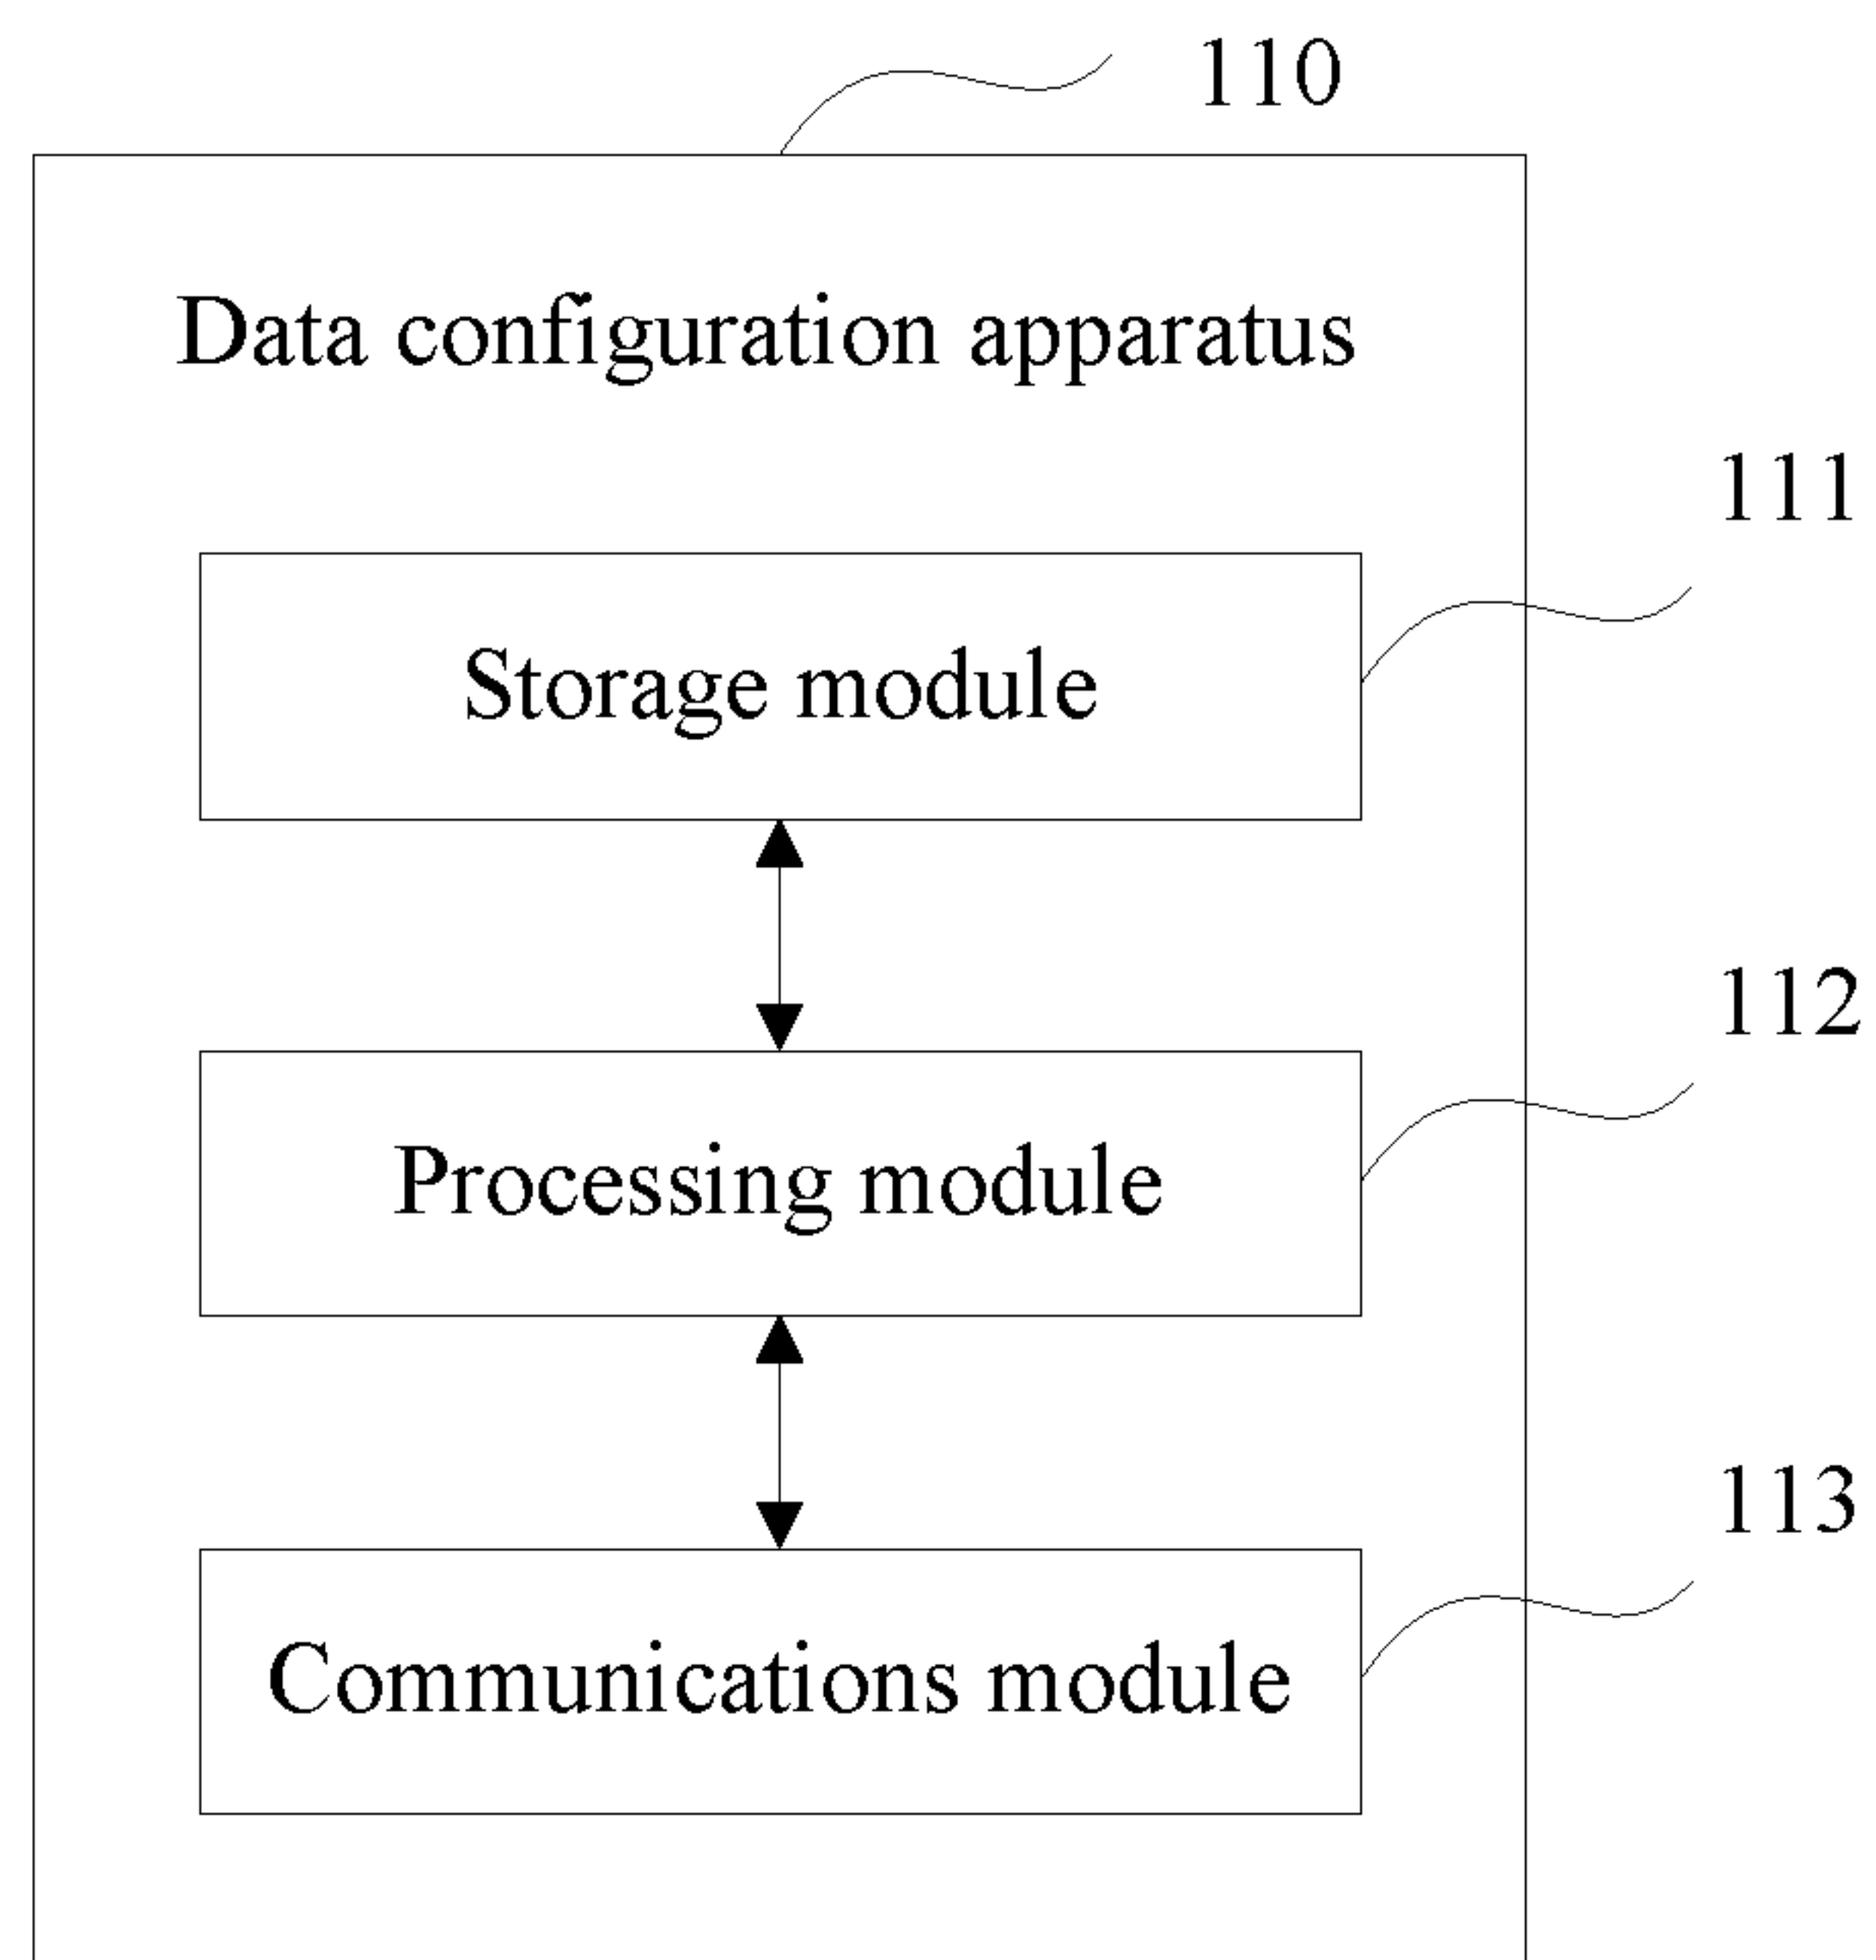 110
Data configuration apparatus
111
Storage module
112
Processing module
113
Communications module